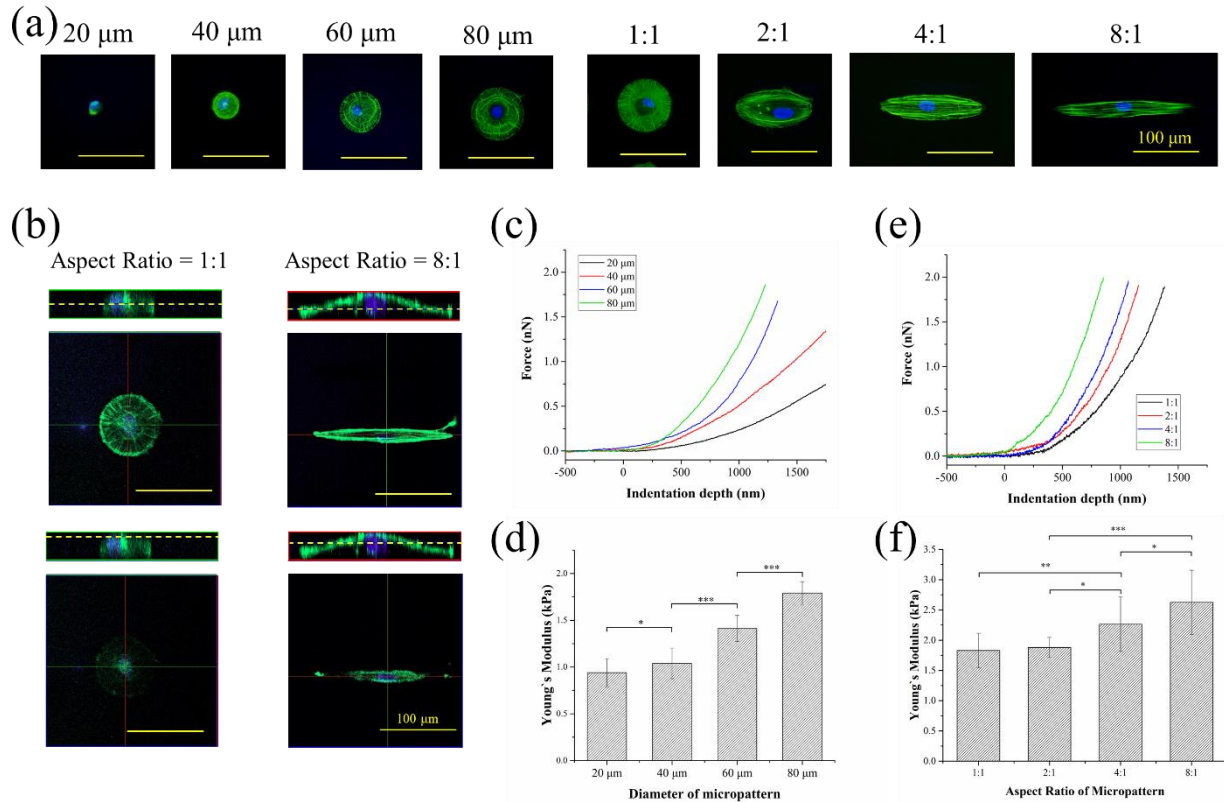 (a)
20 μm 40 μm 60 μm 80 μm 1:1 2:1 4:1 8:1
100 μm
(b)
Aspect Ratio = 1:1 Aspect Ratio = 8:1
100 μm
(c)
2.0
1.5
1.0
0.5
0.0
Force (nN)
20 μm
40 μm
60 μm
80 μm
-500 0 500 1000 1500
Indentation depth (nm)
(e)
2.0
1.5
1.0
0.5
0.0
Force (nN)
1:1
2:1
4:1
8:1
-500 0 500 1000 1500
Indentation depth (nm)
(d)
2.0
1.5
1.0
0.5
0.0
Young`s Modulus (kPa)
* *** ***
20 μm 40 μm 60 μm 80 μm
Diameter of micropattern
(f)
3.5
3.0
2.5
2.0
1.5
1.0
0.5
0.0
Young`s Modulus (kPa)
***
** *
*
1:1 2:1 4:1 8:1
Aspect Ratio of Micropattern